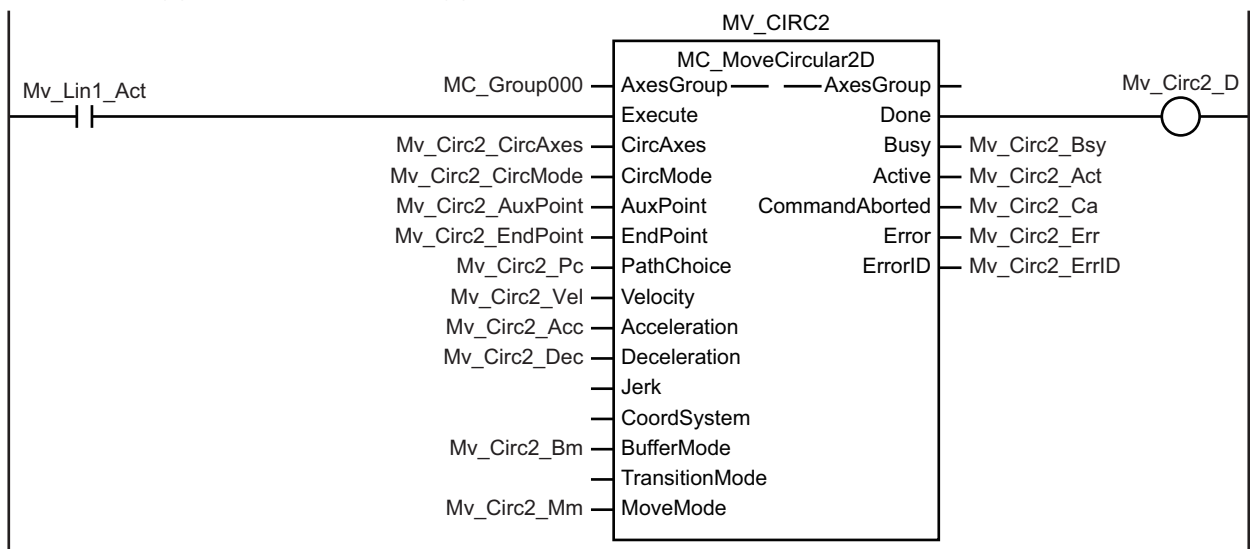 MV_CIRC2
MC_MoveCircular2D
Mv_Lin1_Act MC_Group000 AxesGroup AxesGroup Mv_Circ2_D
Execute Done
Mv_Circ2_CircAxes CircAxes Busy Mv_Circ2_Bsy
Mv_Circ2_CircMode CircMode Active Mv_Circ2_Act
Mv_Circ2_AuxPoint AuxPoint CommandAborted Mv_Circ2_Ca
Mv_Circ2_EndPoint EndPoint Error Mv_Circ2_Err
Mv_Circ2_Pc PathChoice ErrorID Mv_Circ2_ErrID
Mv_Circ2_Vel Velocity
Mv_Circ2_Acc Acceleration
Mv_Circ2_Dec Deceleration
Jerk
CoordSystem
Mv_Circ2_Bm BufferMode
TransitionMode
Mv_Circ2_Mm MoveMode